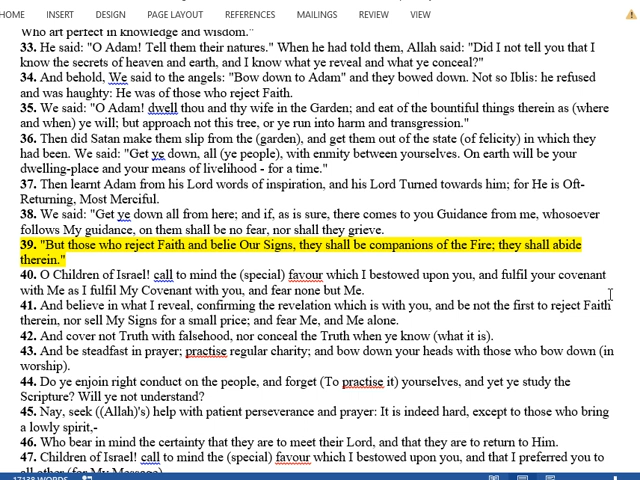 HOME INSERT DESIGN PAGE LAYOUT REFERENCES MAILINGS REVIEW VIEW
Who art perfect in knowledge and wisdom."
33. He said: "O Adam! Tell them their natures." When he had told them, Allah said: "Did I not tell you that I
know the secrets of heaven and earth, and I know what ye reveal and what ye conceal?"
34. And behold, We said to the angels: "Bow down to Adam" and they bowed down. Not so Iblis: he refused
and was haughty: He was of those who reject Faith.
35. We said: "O Adam! dwell thou and thy wife in the Garden; and eat of the bountiful things therein as (where
and when) ye will; but approach not this tree, or ye run into harm and transgression."
36. Then did Satan make them slip from the (garden), and get them out of the state (of felicity) in which they
had been. We said: "Get ye down, all (ye people), with enmity between yourselves. On earth will be your
dwelling-place and your means of livelihood - for a time."
37. Then learnt Adam from his Lord words of inspiration, and his Lord Turned towards him; for He is Oft-
Returning, Most Merciful.
38. We said: "Get ye down all from here; and if, as is sure, there comes to you Guidance from me, whosoever
follows My guidance, on them shall be no fear, nor shall they grieve.
39. "But those who reject Faith and belie Our Signs, they shall be companions of the Fire; they shall abide
therein."
40. O Children of Israel! call to mind the (special) favour which I bestowed upon you, and fulfil your covenant
with Me as I fulfil My Covenant with you, and fear none but Me.
41. And believe in what I reveal, confirming the revelation which is with you, and be not the first to reject Faith
therein, nor sell My Signs for a small price; and fear Me, and Me alone.
42. And cover not Truth with falsehood, nor conceal the Truth when ye know (what it is).
43. And be steadfast in prayer; practise regular charity; and bow down your heads with those who bow down (in
worship).
44. Do ye enjoin right conduct on the people, and forget (To practise it) yourselves, and yet ye study the
Scripture? Will ye not understand?
45. Nay, seek ((Allah)'s) help with patient perseverance and prayer: It is indeed hard, except to those who bring
a lowly spirit,-
46. Who bear in mind the certainty that they are to meet their Lord, and that they are to return to Him.
47. Children of Israel! call to mind the (special) favour which I bestowed upon you, and that I preferred you to
all other (for My Message).
17138 WORDS